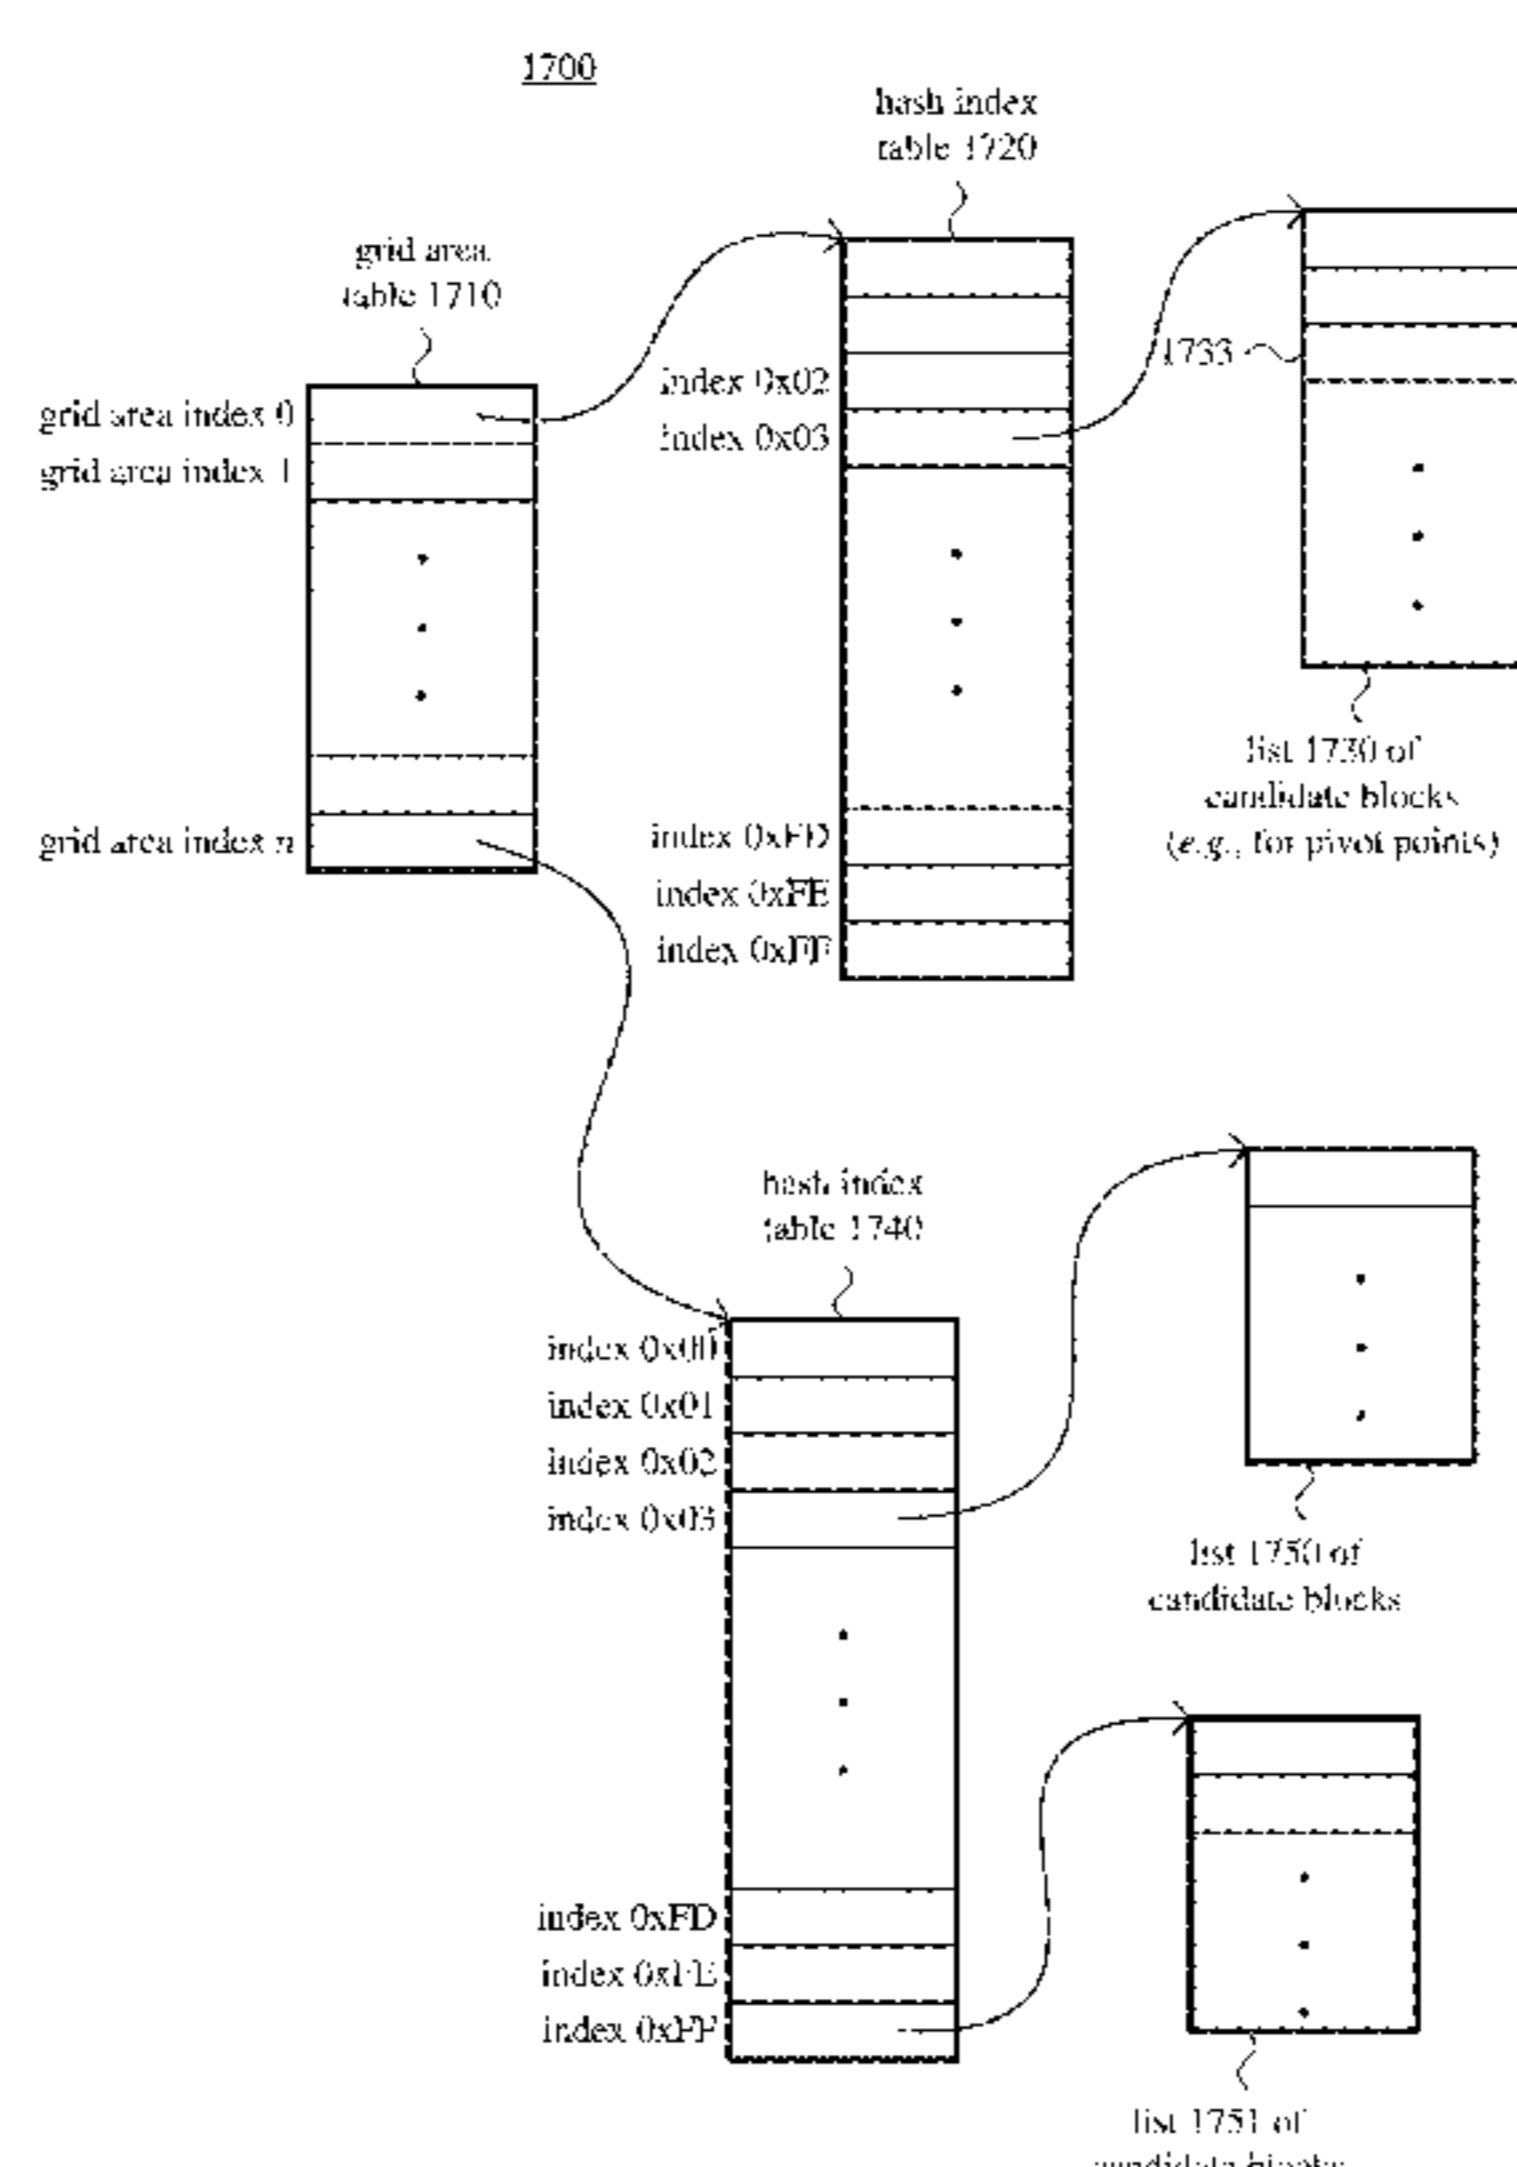 1700
hash index
table 1720
grid area
table 1710
grid area index 0
grid area index 1
index 0x02
index 0x03
1733
list 1730 of
candidate blocks
(e.g., for pivot points)
grid area index n
index 0xFD
index 0xFE
index 0xFF
hash index
table 1740
index 0x00
index 0x01
index 0x02
index 0x03
list 1750 of
candidate blocks
index 0xFD
index 0xFE
index 0xFF
list 1751 of
candidate blocks